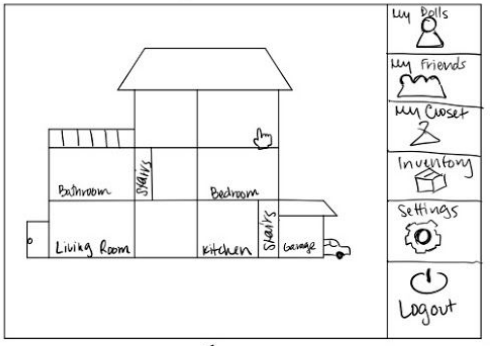 My Dolls
My Friends
My Closet
Inventory
Settings
Logout
Bathroom
Stairs
Bedroom
Living Room
Kitchen
Stairs
Garage